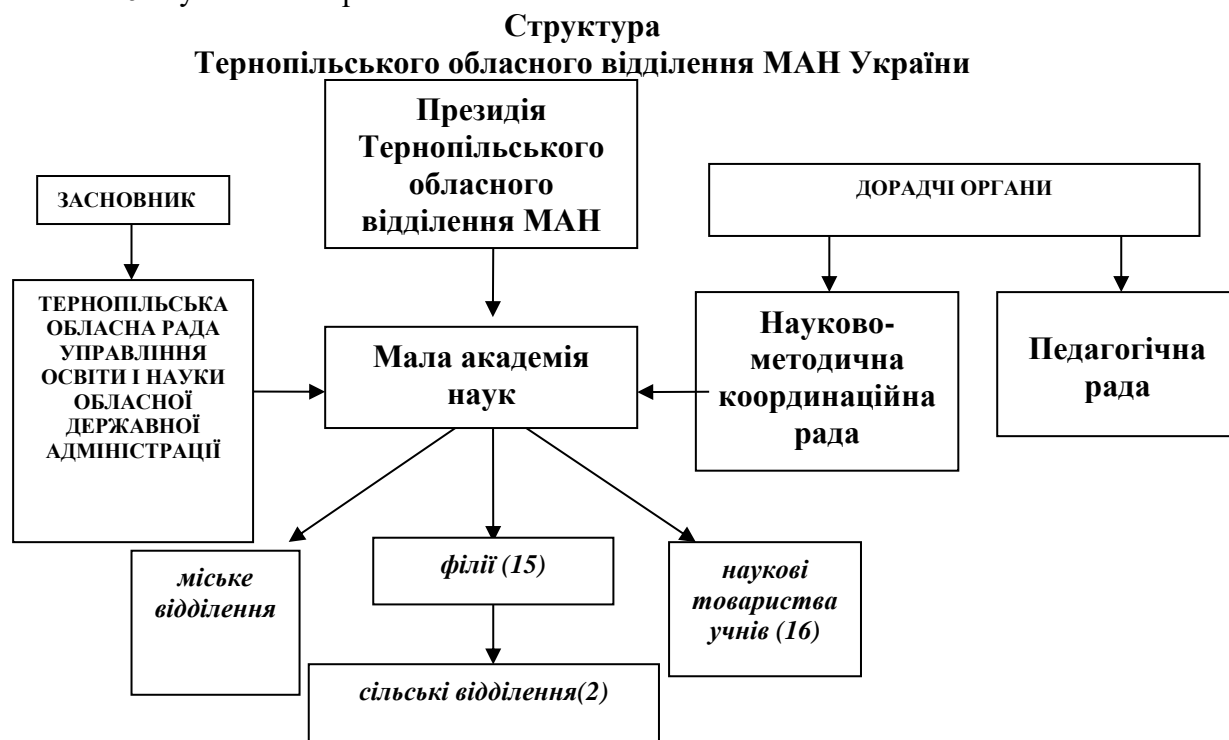 Структура
Тернопільського обласного відділення МАН України
Президія
Тернопільського
обласного
відділення МАН
ЗАСНОВНИК
ДОРАДЧІ ОРГАНИ
ТЕРНОПІЛЬСЬКА
ОБЛАСНА РАДА
УПРАВЛІННЯ
ОСВІТИ І НАУКИ
ОБЛАСНОЇ
ДЕРЖАВНОЇ
АДМІНІСТРАЦІЇ
Мала академія
наук
Науково-
методична
координаційна
рада
Педагогічна
рада
міське
відділення
філії (15)
наукові
товариства
учнів (16)
сільські відділення(2)